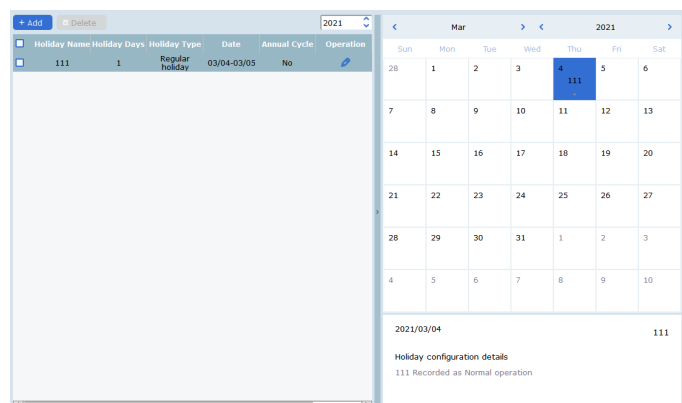 + Add Delete 2021
Holiday Name Holiday Days Holiday Type Date Annual Cycle Operation
111 1 Regular holiday 03/04-03/05 No
Mar 2021
Sun Mon Tue Wed Thu Fri Sat
28 1 2 3 4 5 6
111
7 8 9 10 11 12 13
14 15 16 17 18 19 20
21 22 23 24 25 26 27
28 29 30 31 1 2 3
4 5 6 7 8 9 10
2021/03/04 111
Holiday configuration details
111 Recorded as Normal operation